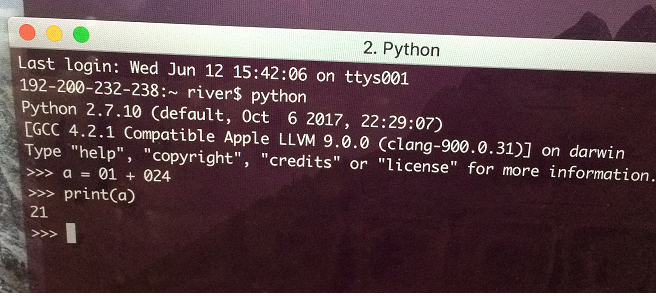 2. Python
Last login: Wed Jun 12 15:42:06 on ttys001
192-200-232-238:~ river$ python
Python 2.7.10 (default, Oct  6 2017, 22:29:07)
[GCC 4.2.1 Compatible Apple LLVM 9.0.0 (clang-900.0.31)] on darwin
Type "help", "copyright", "credits" or "license" for more information.
>>> a = 01 + 024
>>> print(a)
21
>>>